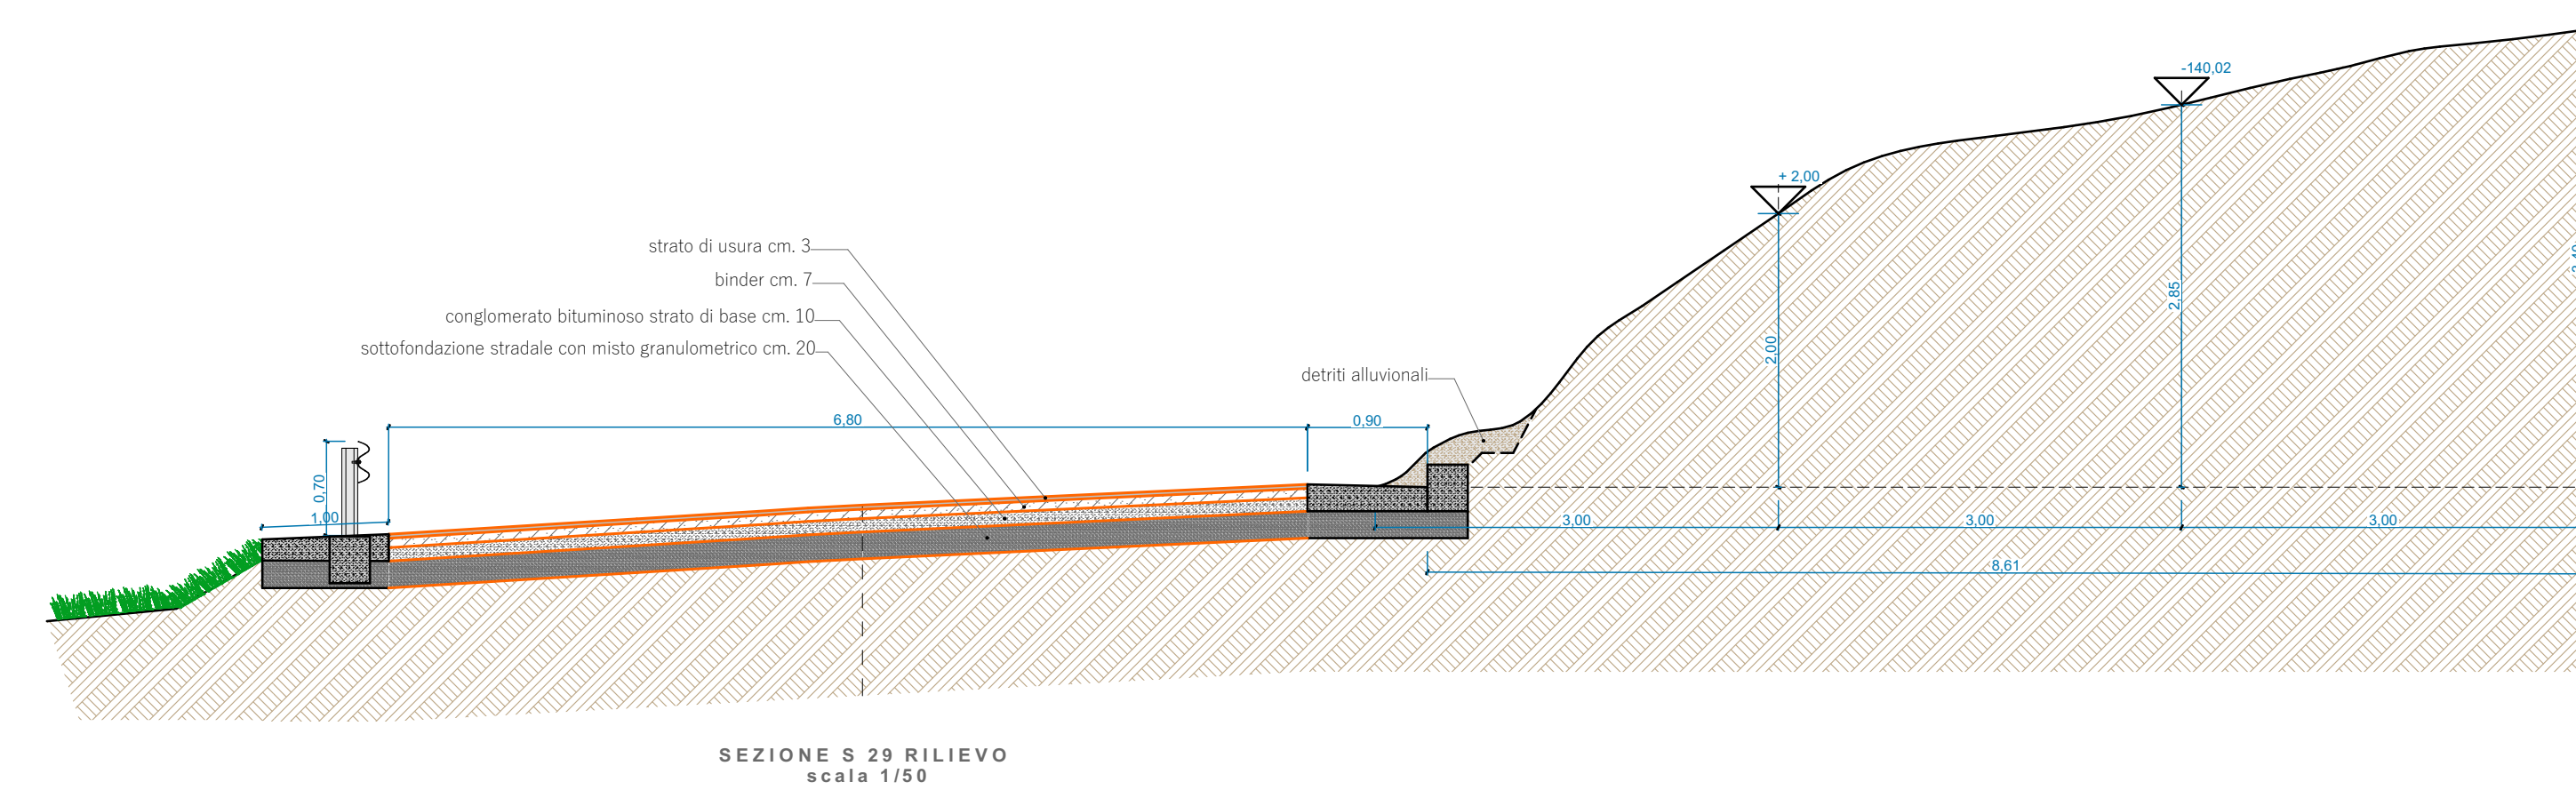 -140,02
+ 2,00
strato di usura cm. 3
binder cm. 7
2,85
conglomerato bituminoso strato di base cm. 10
sottofondazione stradale con misto granulometrico cm. 20
2,00
detriti alluvionali
6,80
0,90
0,70
1,00
3,00
3,00
3,00
8,61
SEZIONE S 29 RILIEVO
scala 1/50